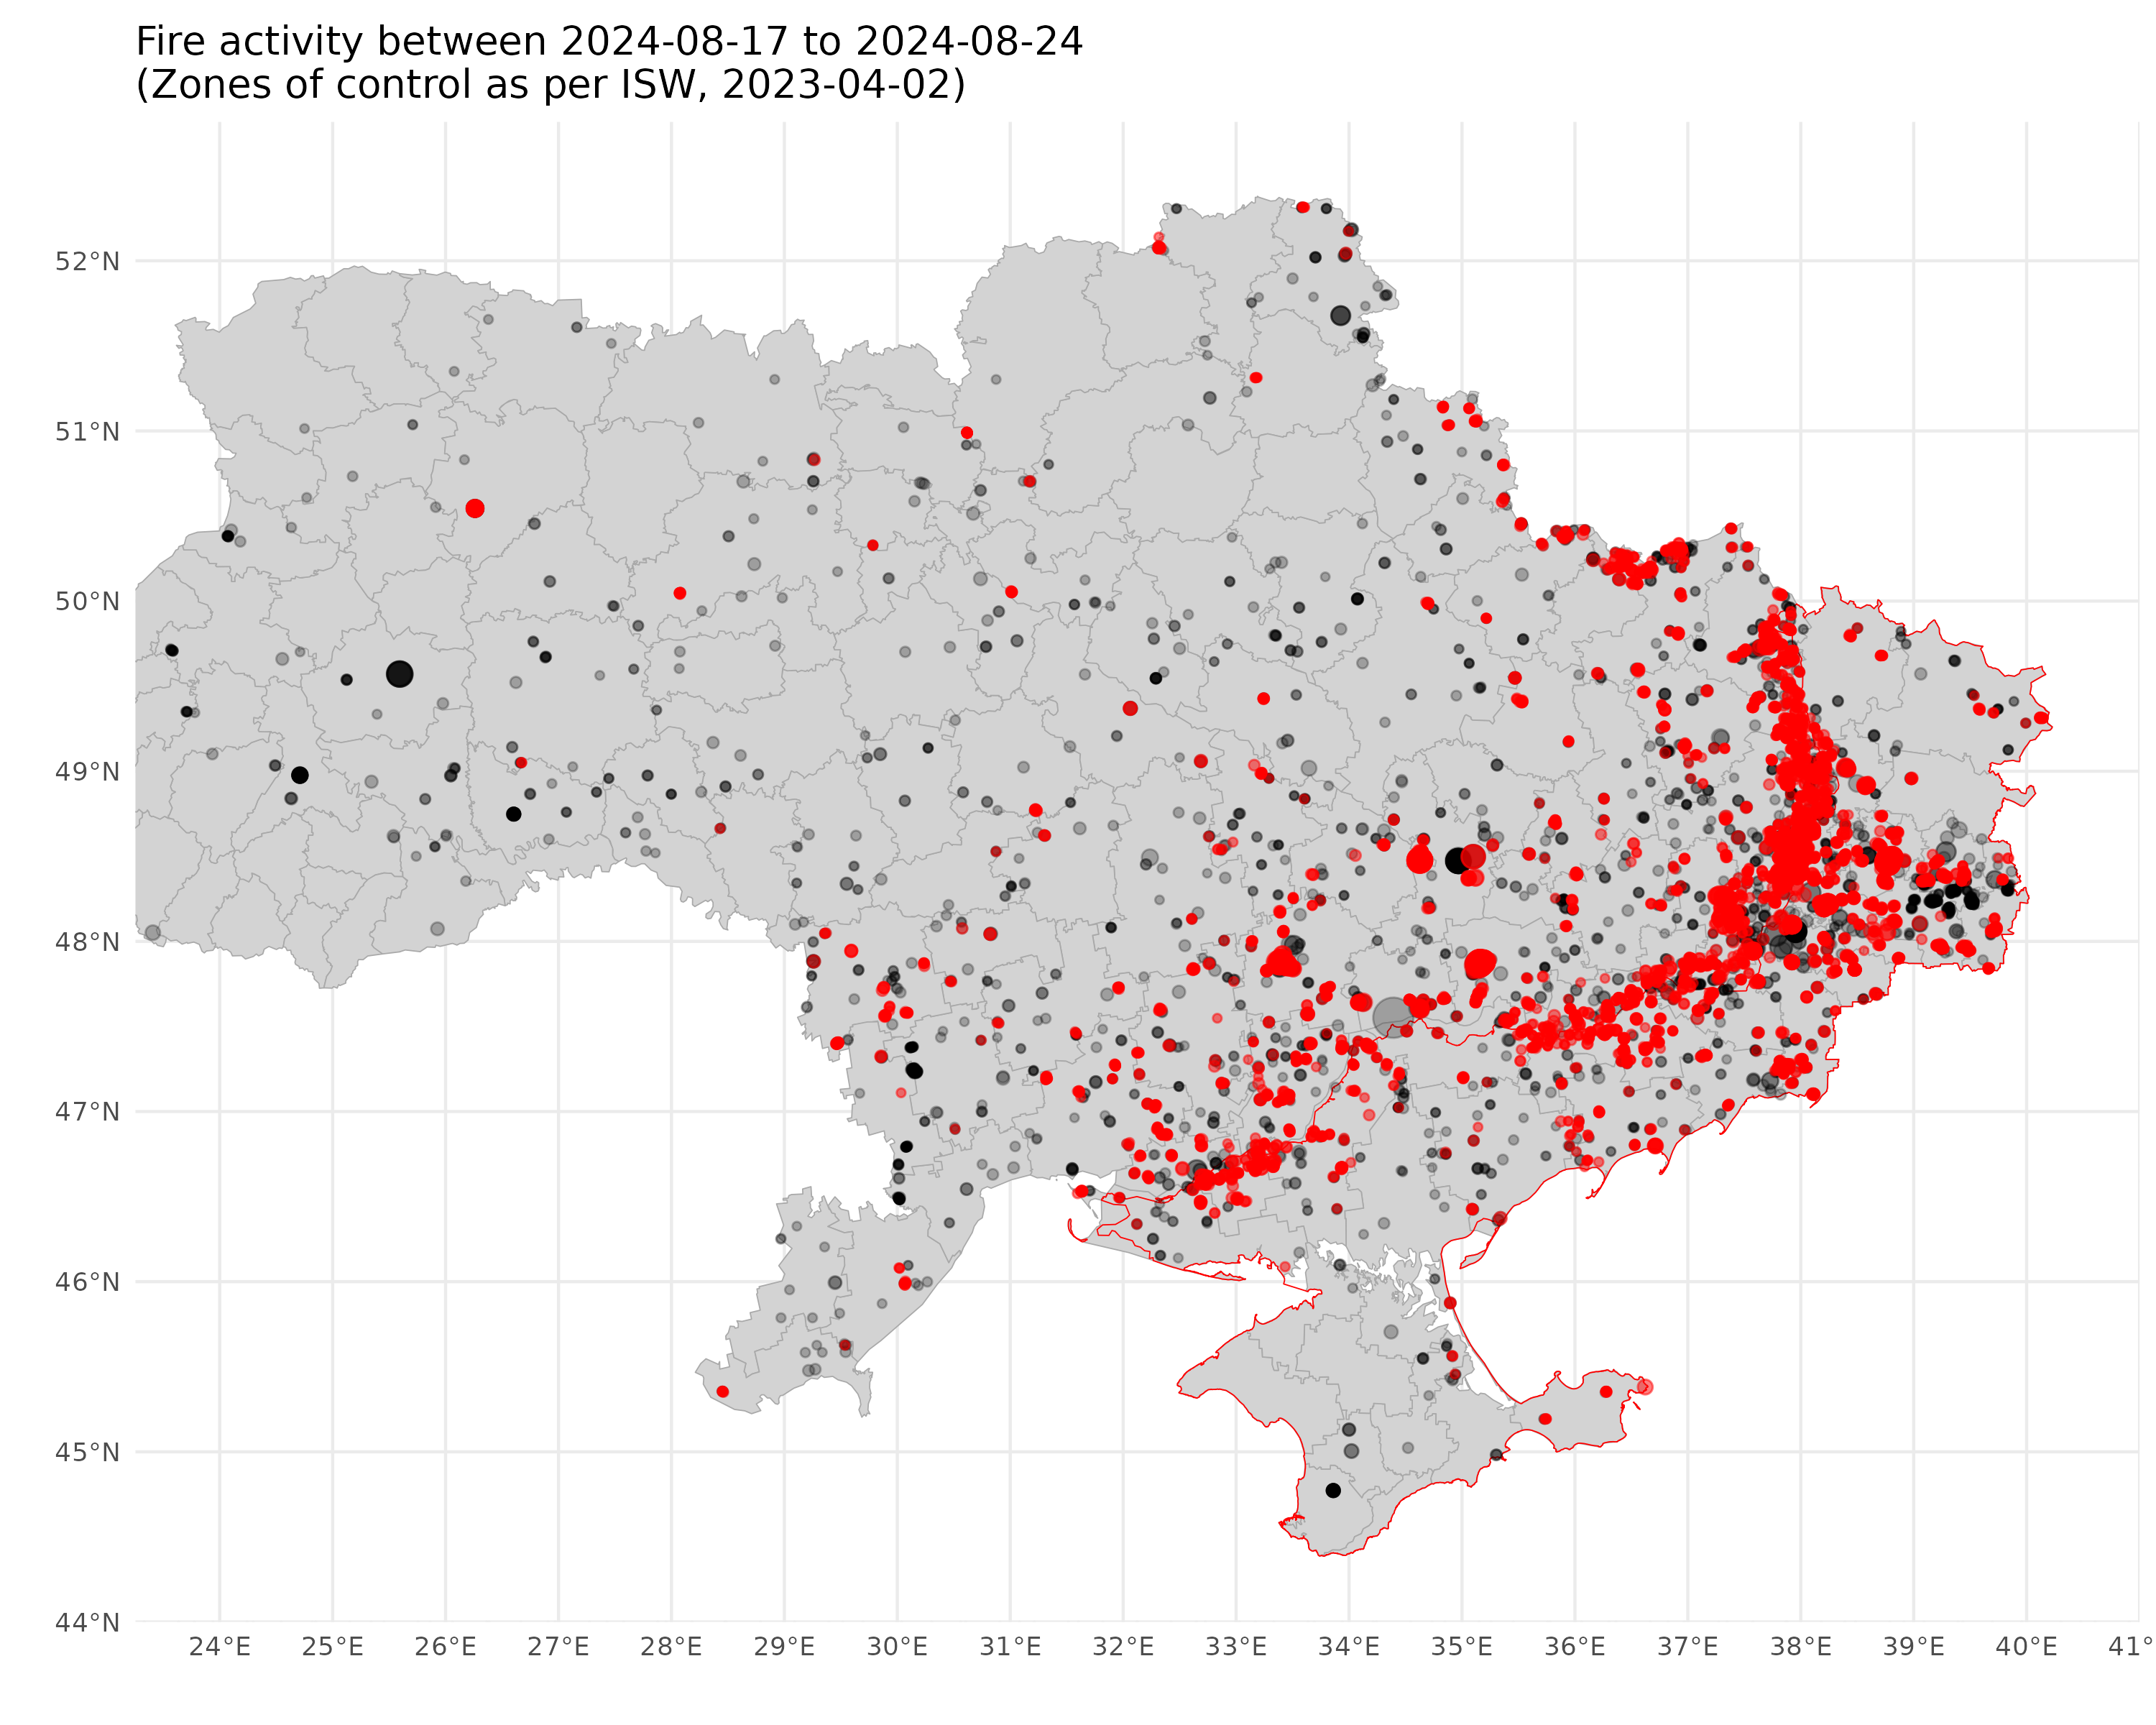 Fire activity between 2024-08-17 to 2024-08-24
(Zones of control as per ISW, 2023-04-02)
52°N
51°N
50°N
49°N
48°N
47°N
46°N
45°N
44°N
24°E 25°E 26°E 27°E 28°E 29°E 30°E 31°E 32°E 33°E 34°E 35°E 36°E 37°E 38°E 39°E 40°E 41°